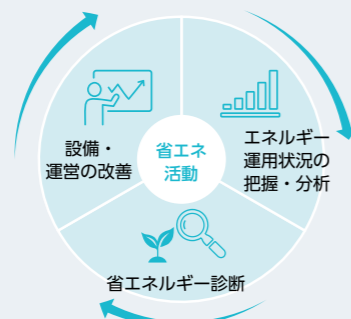 省エネ
活動
エネルギー
運用状況の
把握・分析
省エネルギー診断
設備・
運営の改善